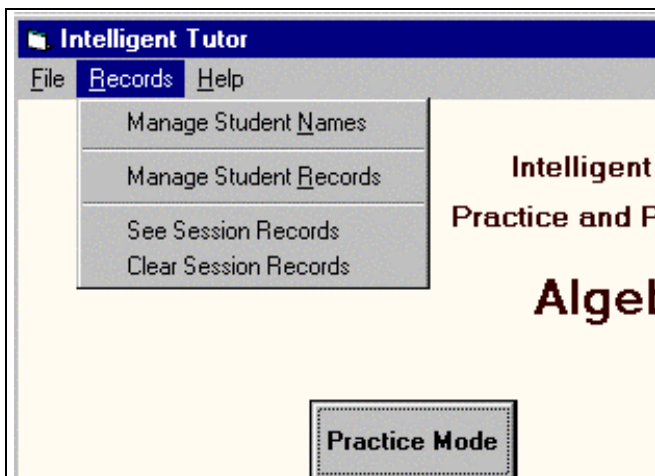 Intelligent Tutor
File Records Help
Manage Student Names
Manage Student Records
See Session Records
Clear Session Records
Intelligent
Practice and P
Algeb
Practice Mode